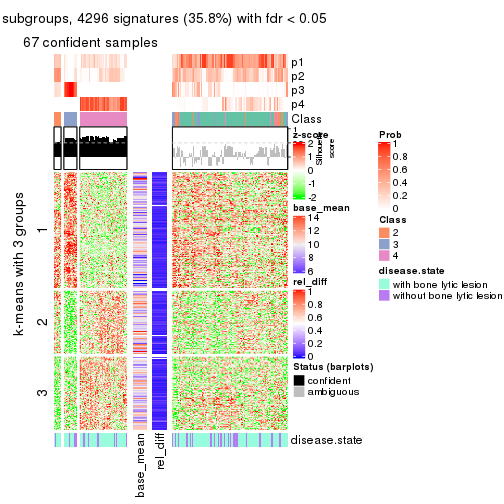 subgroups, 4296 signatures (35.8%) with fdr < 0.05
67 confident samples
p1
p2
p3
p4
Class
1
Silhouette
score
k-means with 3 groups
1
2
3
disease.state
base_mean
rel_diff
z-score
2
1
0
-1
-2
base_mean
14
12
10
8
6
rel_diff
1
0.8
0.6
0.4
0.2
0
Status (barplots)
confident
ambiguous
Prob
1
0.8
0.6
0.4
0.2
0
Class
2
3
4
disease.state
with bone lytic lesion
without bone lytic lesion